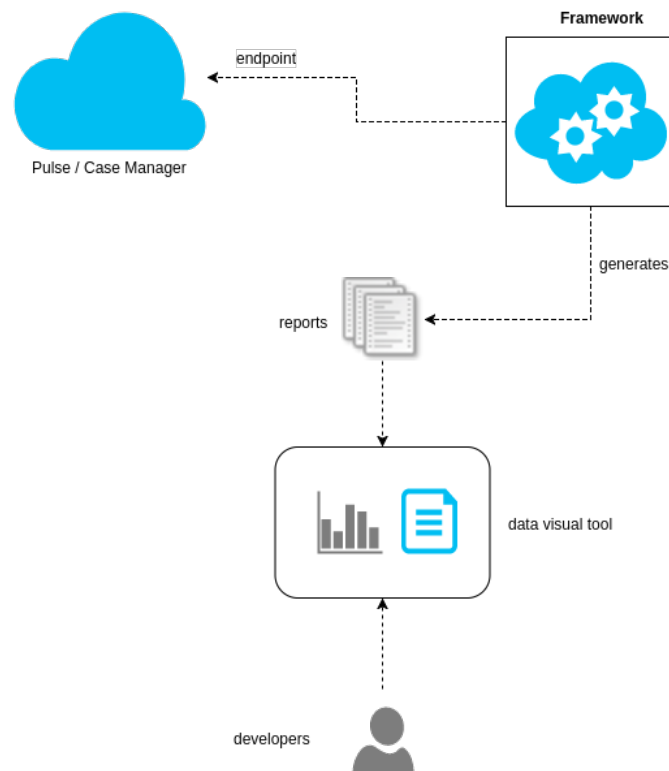 Framework
endpoint
Pulse / Case Manager
generates
reports
data visual tool
developers